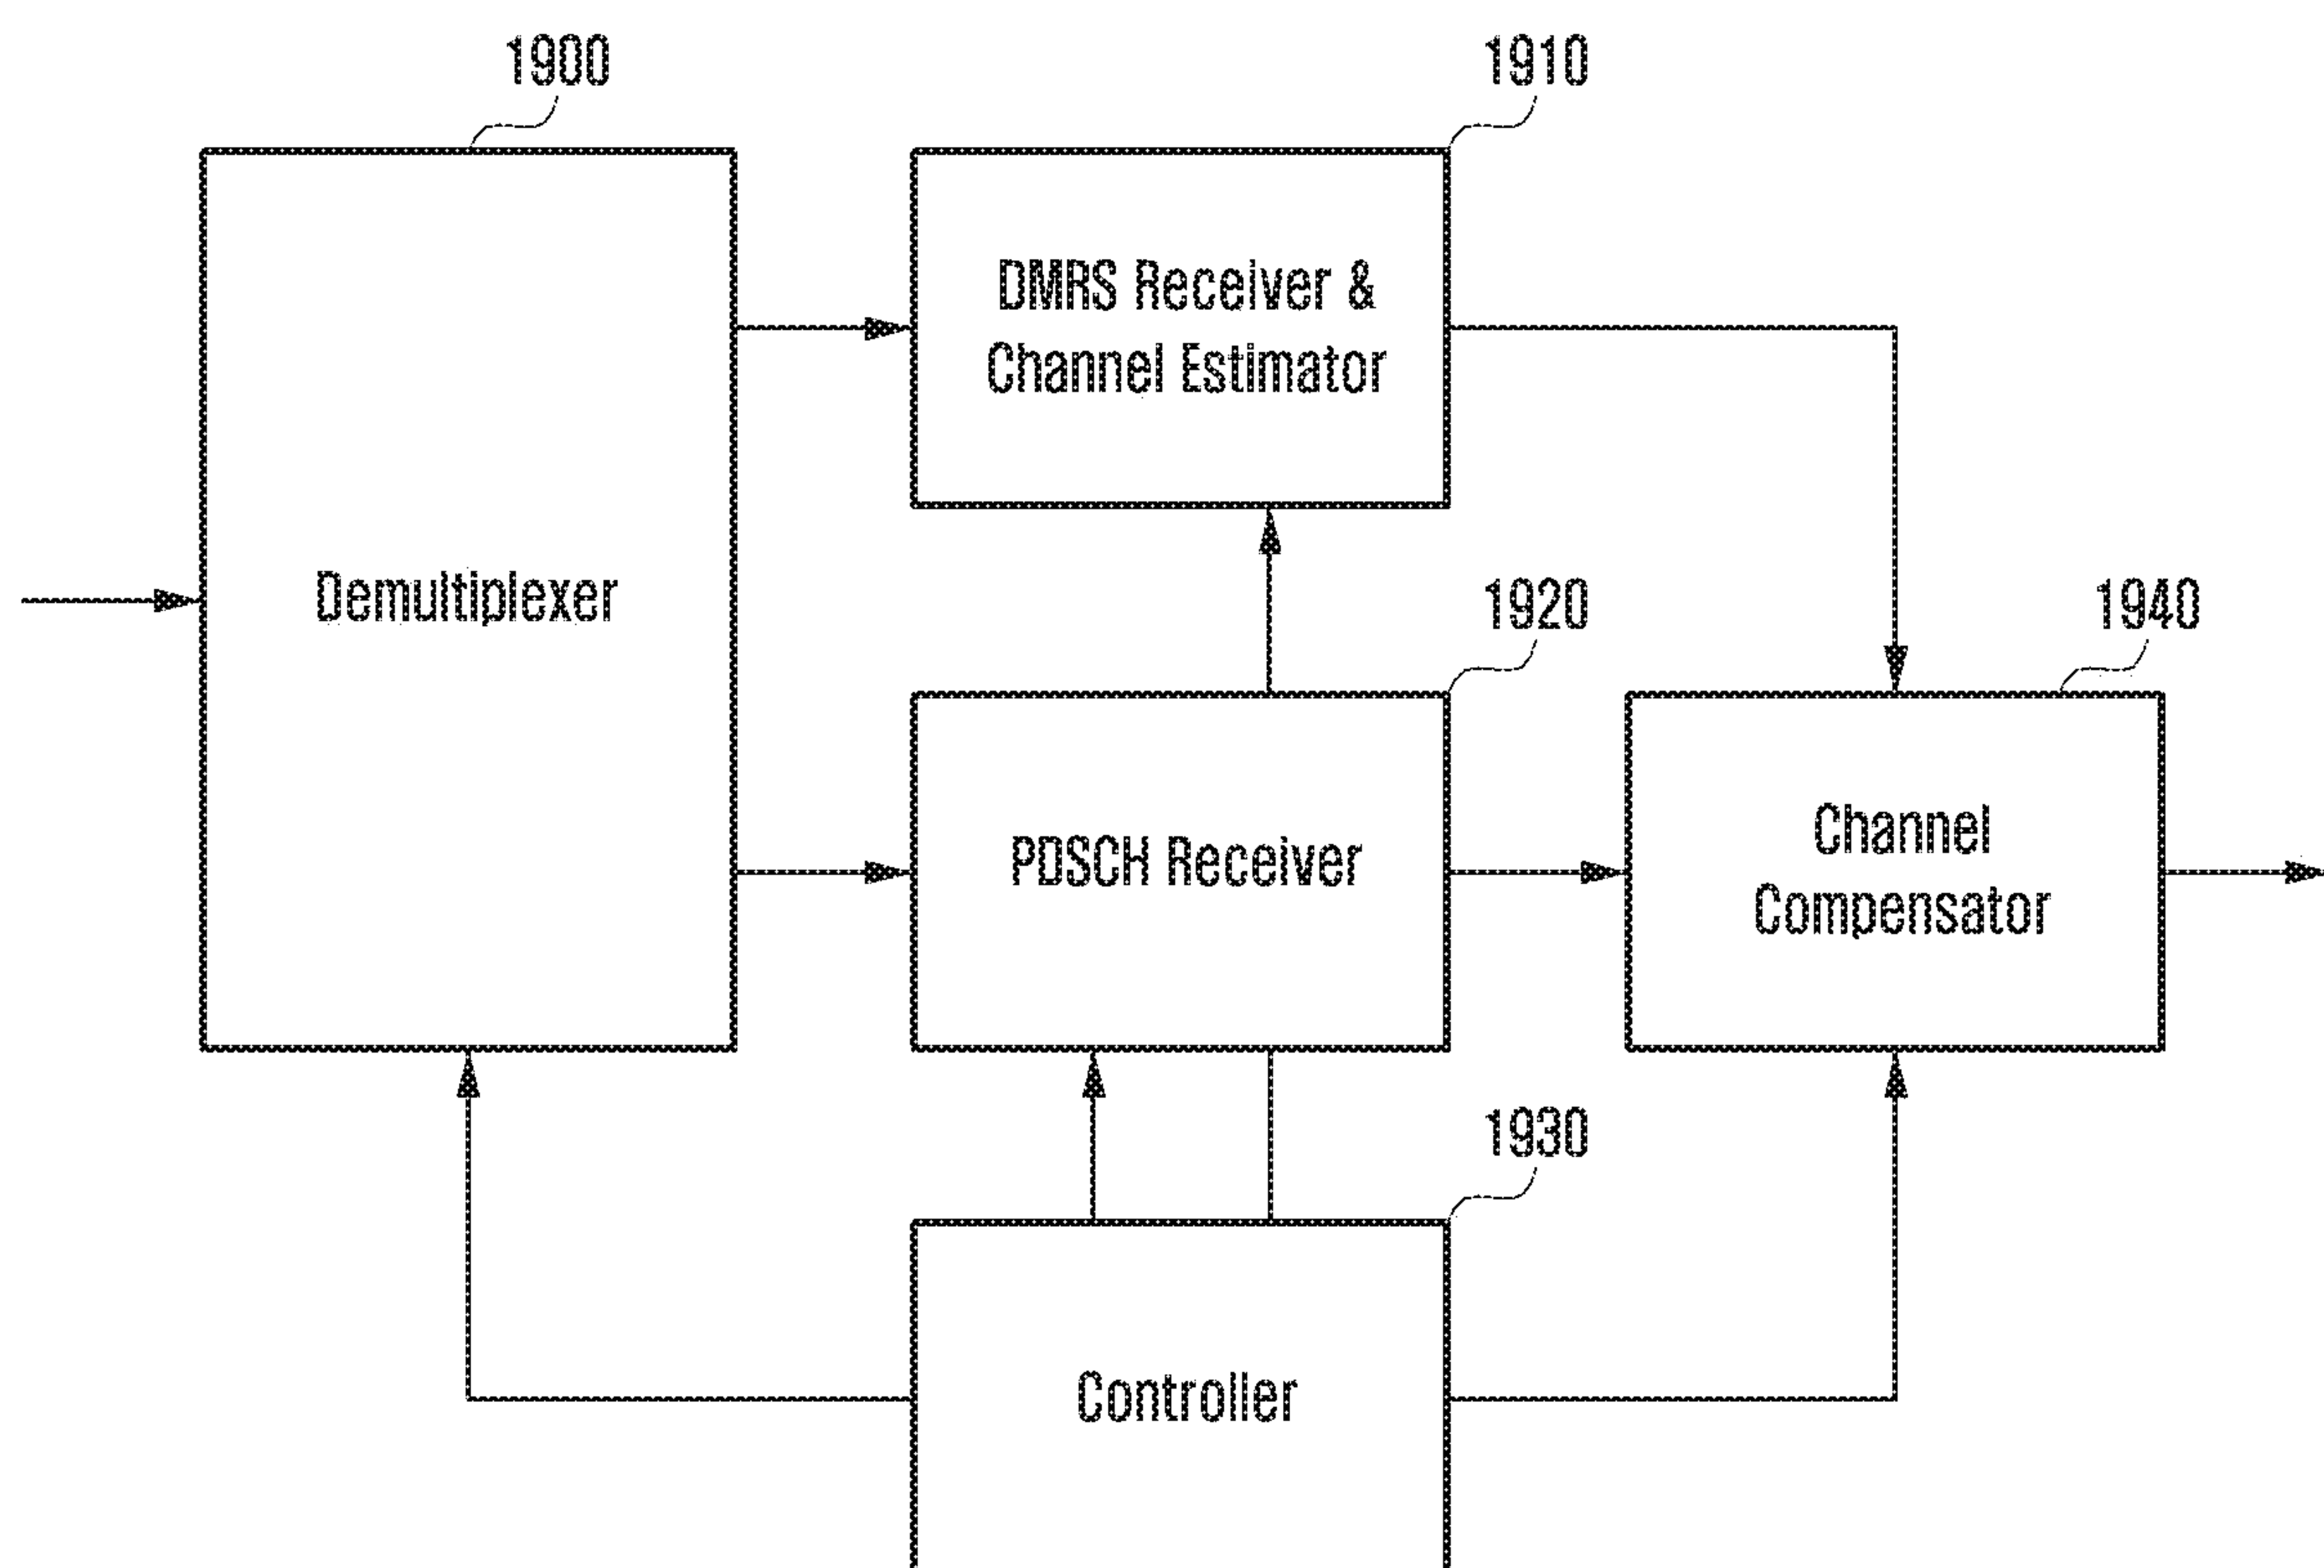 1900
1910
DMRS Receiver &
Channel Estimator
Demultiplexer
1920
1940
PDSCH Receiver
Channel
Compensator
1930
Controller